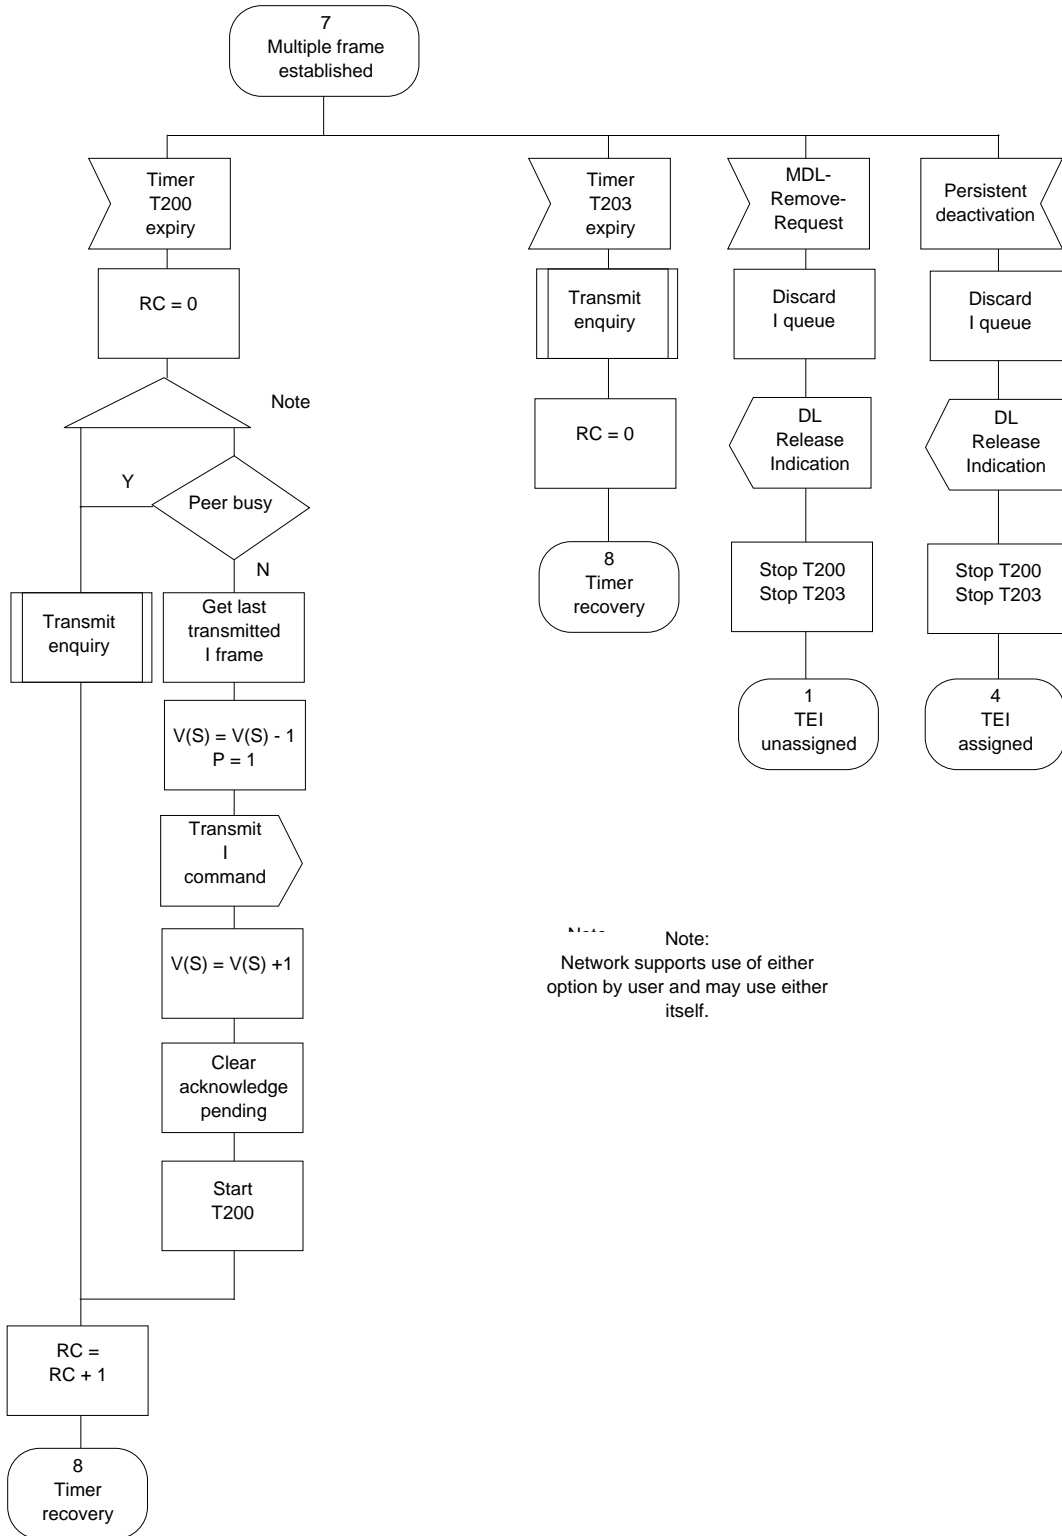 7
Multiple frame
established
Timer
T200
expiry
RC = 0
Note
Y
Peer busy
N
Transmit
enquiry
Get last
transmitted
I frame
V(S) = V(S) - 1
P = 1
Transmit
I
command
V(S) = V(S) +1
Clear
acknowledge
pending
Start
T200
RC =
RC + 1
8
Timer
recovery
Timer
T203
expiry
Transmit
enquiry
RC = 0
8
Timer
recovery
MDL-
Remove-
Request
Discard
I queue
DL
Release
Indication
Stop T200
Stop T203
1
TEI
unassigned
Persistent
deactivation
Discard
I queue
DL
Release
Indication
Stop T200
Stop T203
4
TEI
assigned
Note:
Network supports use of either
option by user and may use either
itself.